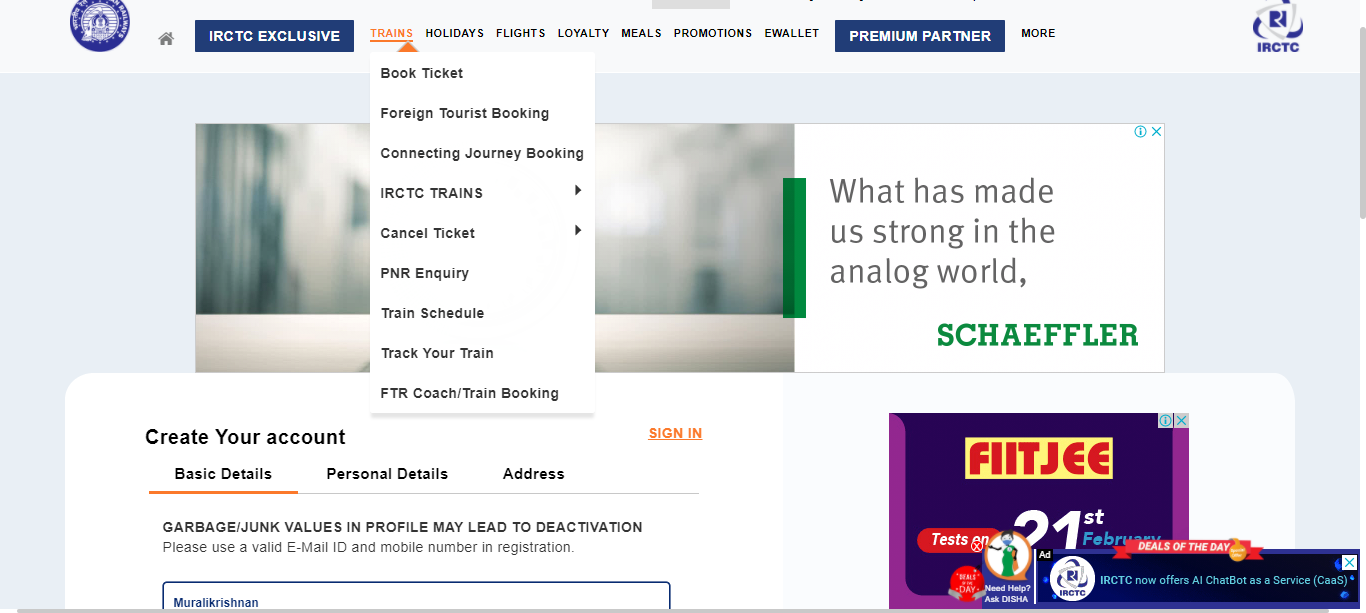 IRCTC EXCLUSIVE
TRAINS
HOLIDAYS
FLIGHTS
LOYALTY
MEALS
PROMOTIONS
EWALLET
PREMIUM PARTNER
MORE
IRCTC
Book Ticket
Foreign Tourist Booking
Connecting Journey Booking
IRCTC TRAINS
Cancel Ticket
PNR Enquiry
Train Schedule
Track Your Train
FTR Coach/Train Booking
What has made
us strong in the
analog world,
SCHAEFFLER
Create Your account
SIGN IN
Basic Details
Personal Details
Address
GARBAGE/JUNK VALUES IN PROFILE MAY LEAD TO DEACTIVATION
Please use a valid E-Mail ID and mobile number in registration.
Muralikrishnan
FIITJEE
21st
Tests on
February
DEALS OF THE DAY
DEALS OF THE DAY
Need Help?
Ask DISHA
Ad
IRCTC
IRCTC now offers AI ChatBot as a Service (CaaS)